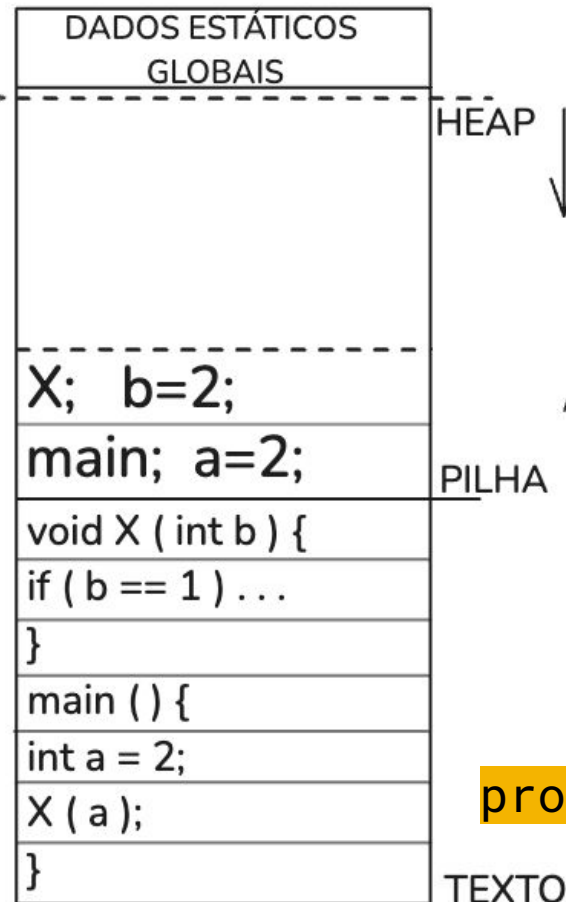 DADOS ESTÁTICOS
GLOBAIS
HEAP
X; b=2;
main; a=2;
PILHA
void X ( int b ) {
if ( b == 1 ) . . .
}
main ( ) {
int a = 2;
X ( a );
pro
}
TEXTO